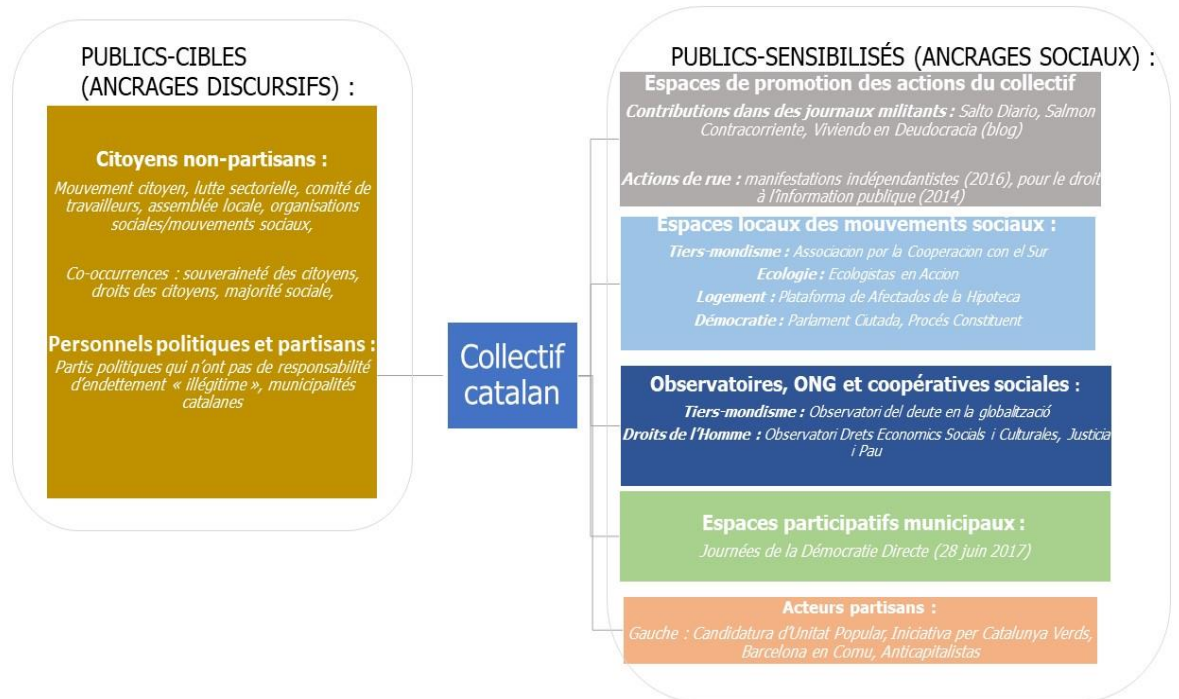 PUBLICS-CIBLES
(ANCRAGES DISCURSIFS) :
Citoyens non-partisans :
Mouvement citoyen, lutte sectorielle, comité de
travailleurs, assemblée locale, organisations
sociales/mouvements sociaux,
Co-occurrences : souveraineté des citoyens,
droits des citoyens, majorité sociale,
Personnels politiques et partisans :
Partis politiques qui n'ont pas de responsabilité
d'endettement « illégitime », municipalités
catalanes
Collectif
catalan
PUBLICS-SENSIBILISÉS (ANCRAGES SOCIAUX) :
Espaces de promotion des actions du collectif
Contributions dans des journaux militants : Salto Diario, Salmon
Contracorriente, Viviendo en Deudocracia (blog)
Actions de rue : manifestations indépendantistes (2016), pour le droit
à l'information publique (2014)
Espaces locaux des mouvements sociaux :
Tiers-mondisme : Associacion por la Cooperacion con el Sur
Ecologie : Ecologistas en Accion
Logement : Plataforma de Afectados de la Hipoteca
Démocratie : Parlament Ciutada, Procés Constituent
Observatoires, ONG et coopératives sociales :
Tiers-mondisme : Observatori del deute en la globalització
Droits de l'Homme : Observatori Drets Economics Socials i Culturales, Justicia
i Pau
Espaces participatifs municipaux :
Journées de la Démocratie Directe (28 juin 2017)
Acteurs partisans :
Gauche : Candidatura d'Unitat Popular, Iniciativa per Catalunya Verds,
Barcelona en Comu, Anticapitalistas